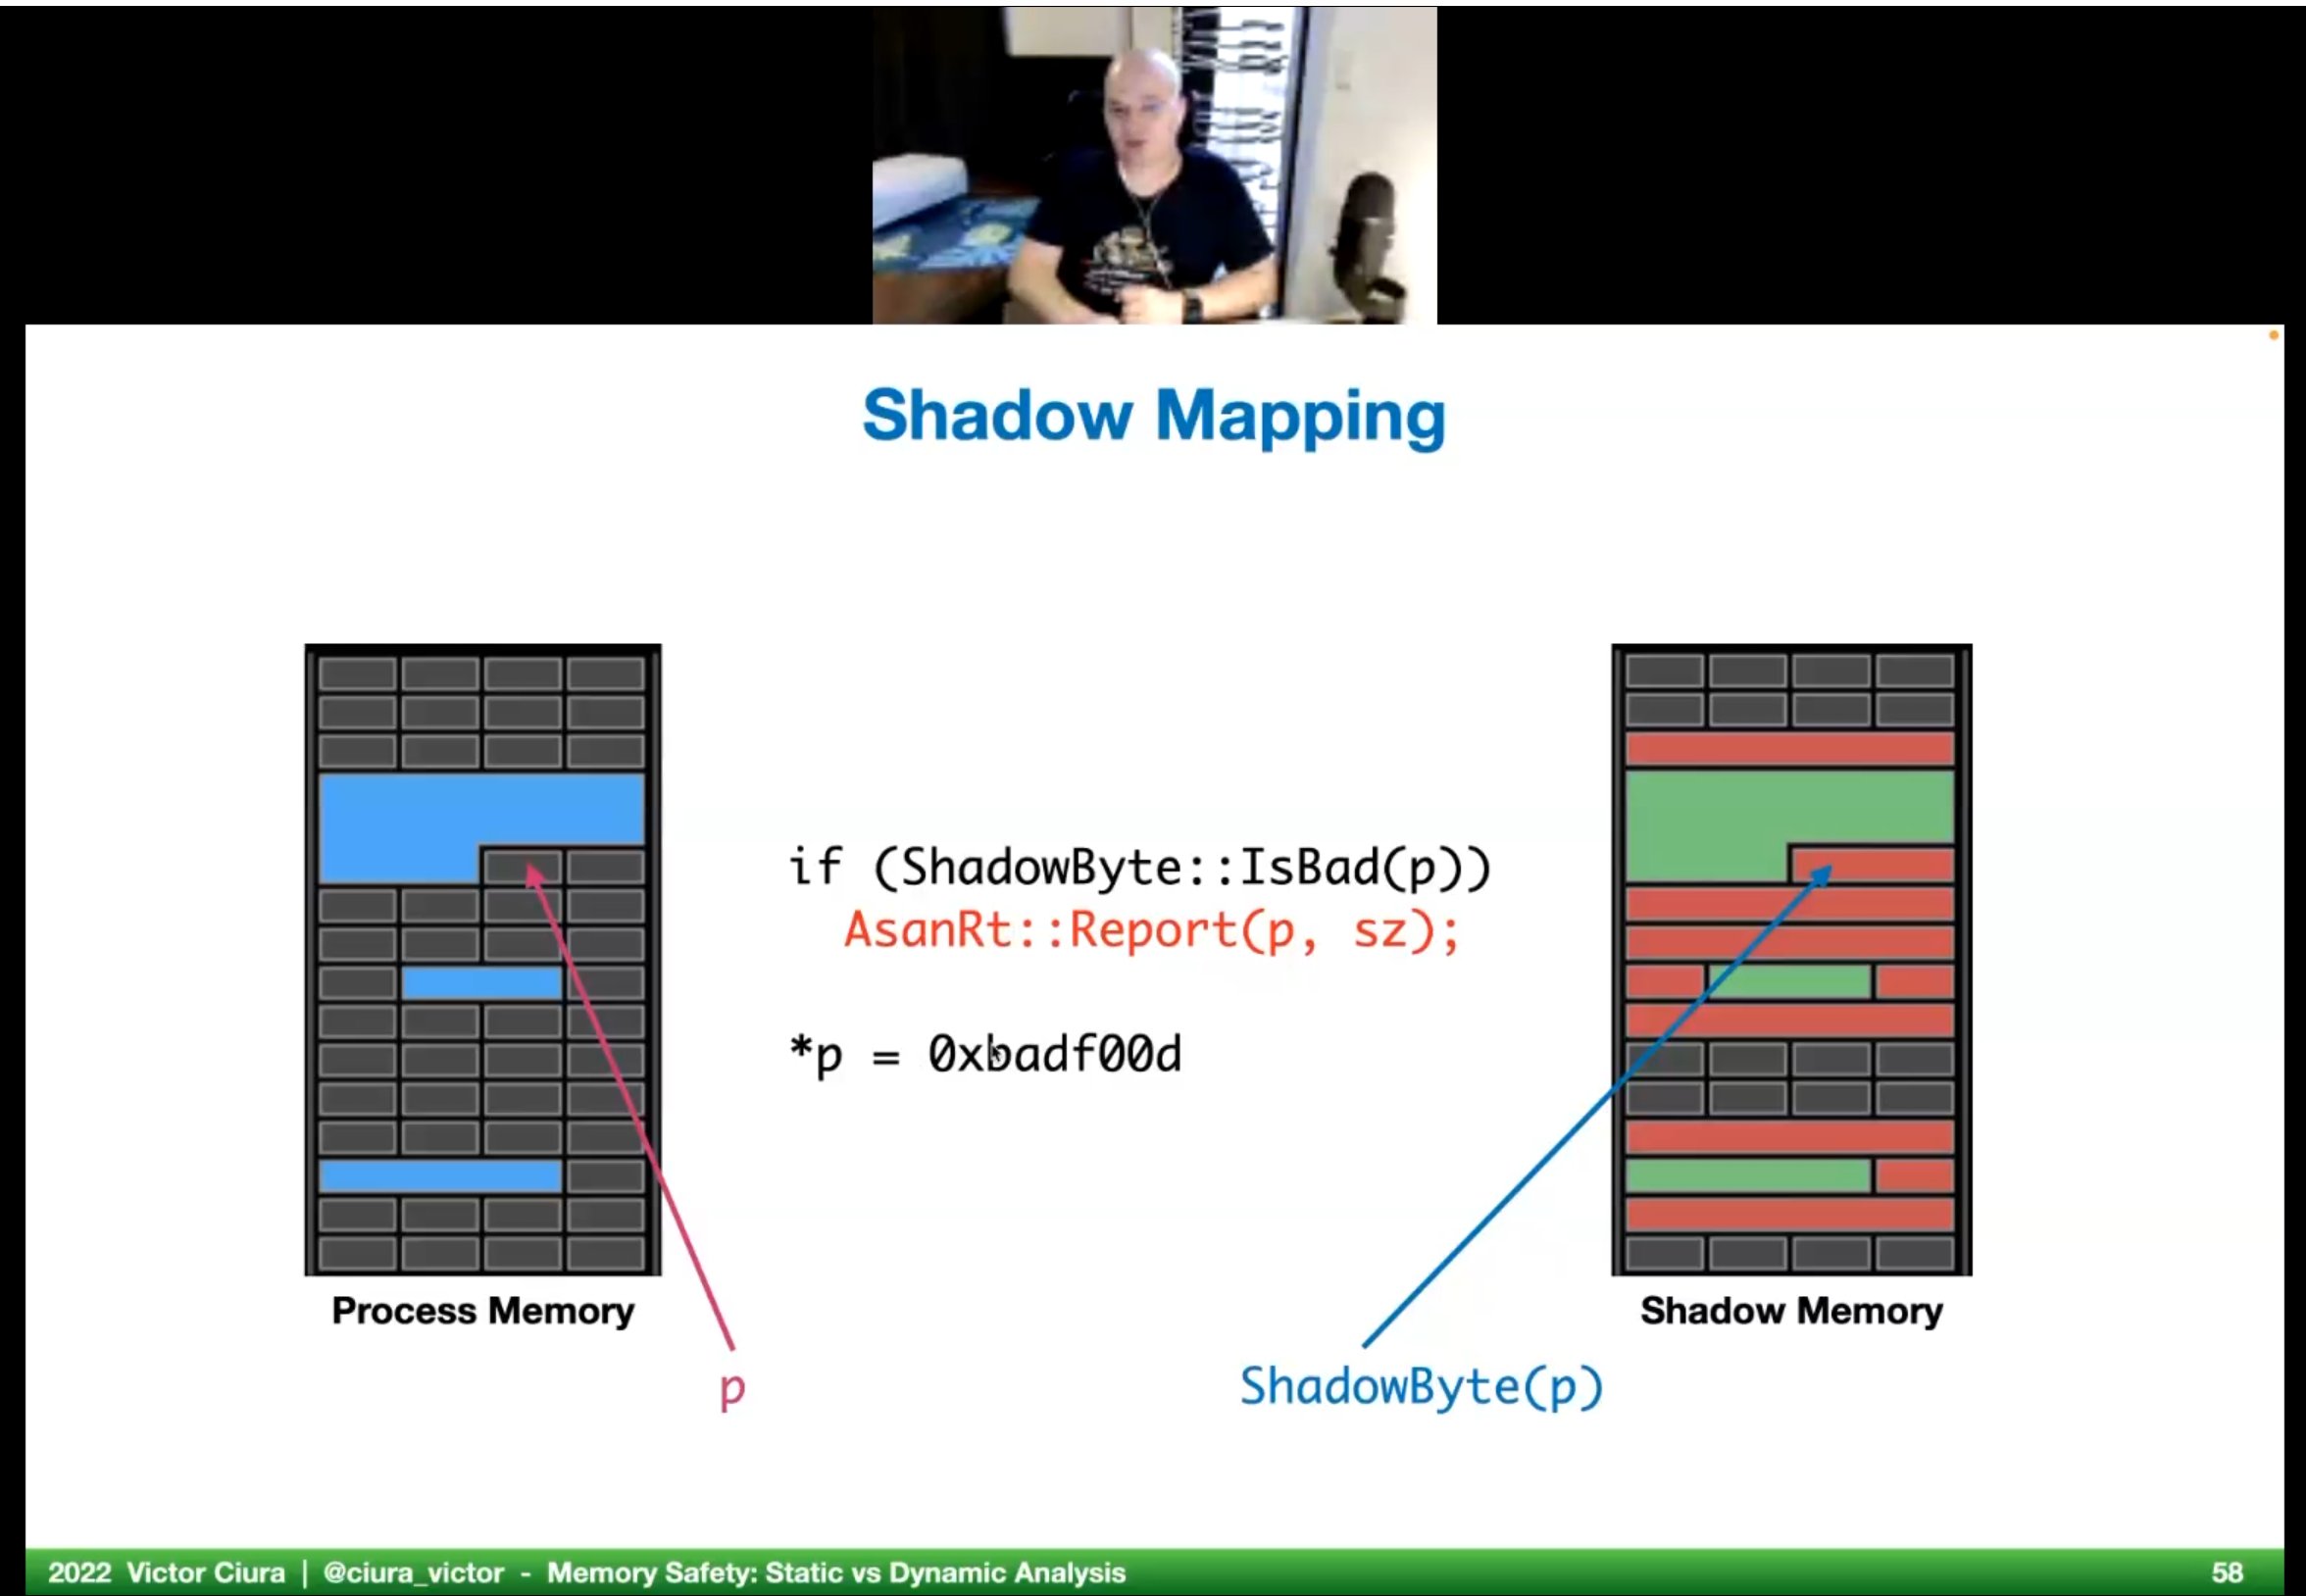 Shadow Mapping
if (ShadowByte::IsBad(p))
AsanRt::Report(p, sz);
*p = 0xbadf00d
Process Memory
Shadow Memory
p
ShadowByte(p)
2022 Victor Ciura | @ciura_victor - Memory Safety: Static vs Dynamic Analysis
58